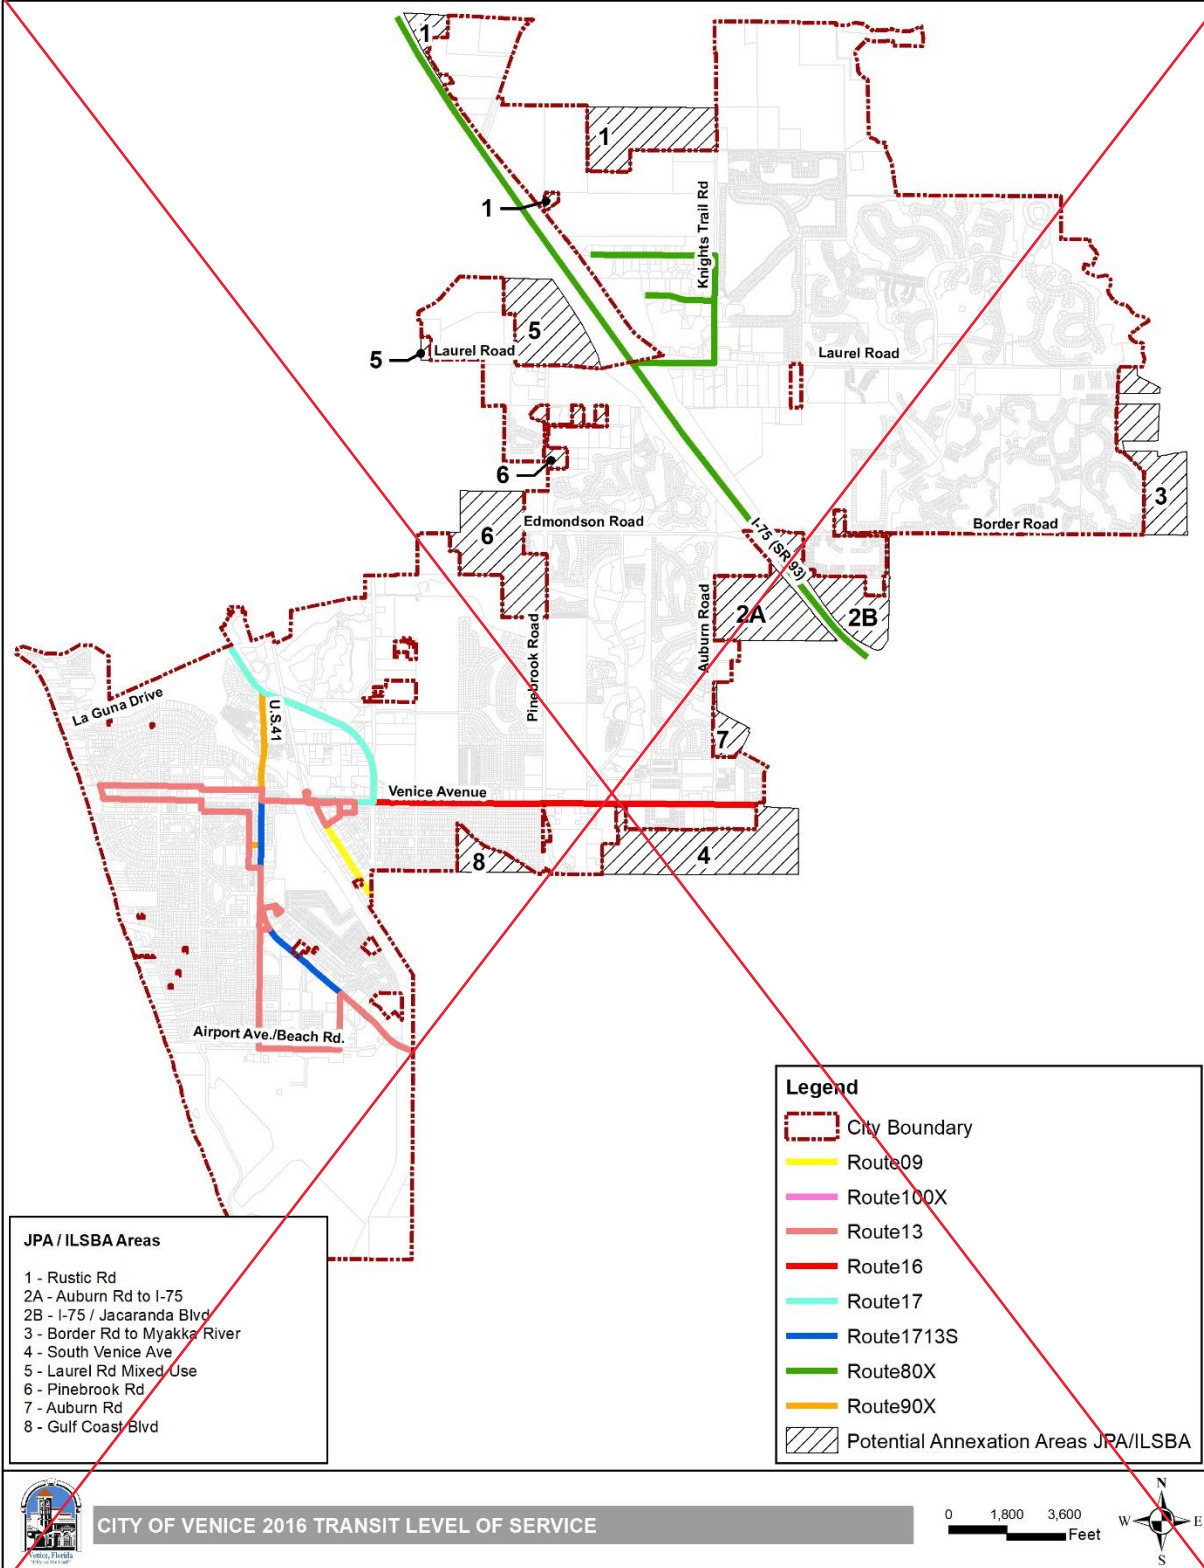 1
1
1
Knights Trail Rd
5
5
Laurel Road
Laurel Road
6
6
Edmondson Road
I-75 (SR 93)
Border Road
3
2A
2B
Auburn Road
Pinebrook Road
La Guna Drive
U.S.41
7
Venice Avenue
8
4
Airport Ave./Beach Rd.
Legend
City Boundary
Route09
Route100X
Route13
Route16
Route17
Route1713S
Route80X
Route90X
Potential Annexation Areas JPA/ILSBA
JPA / ILSBA Areas
1 - Rustic Rd
2A - Auburn Rd to I-75
2B - I-75 / Jacaranda Blvd
3 - Border Rd to Myakka River
4 - South Venice Ave
5 - Laurel Rd Mixed Use
6 - Pinebrook Rd
7 - Auburn Rd
8 - Gulf Coast Blvd
Venice, Florida
"City on the Gulf"
CITY OF VENICE 2016 TRANSIT LEVEL OF SERVICE
0 1,800 3,600
Feet
N
W E
S